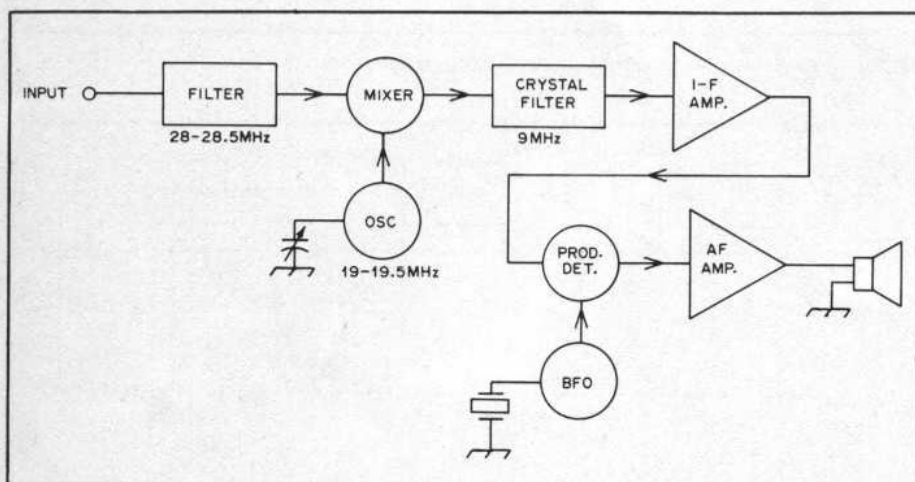 INPUT
FILTER
28-28.5MHz
MIXER
OSC
19-19.5MHz
CRYSTAL
FILTER
9MHz
I-F
AMP.
PROD.
DET.
BFO
AF
AMP.